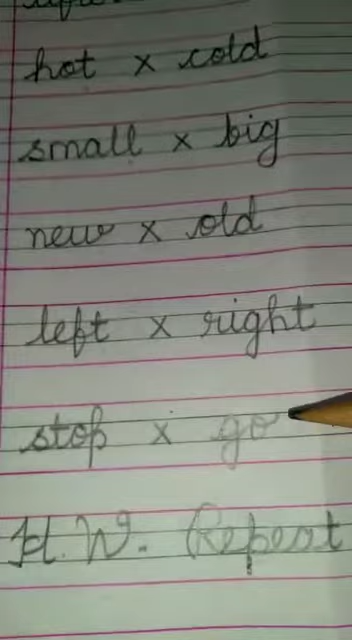 hot x cold
small x big
new x old
left x right
stop x go
H.W. Repeat